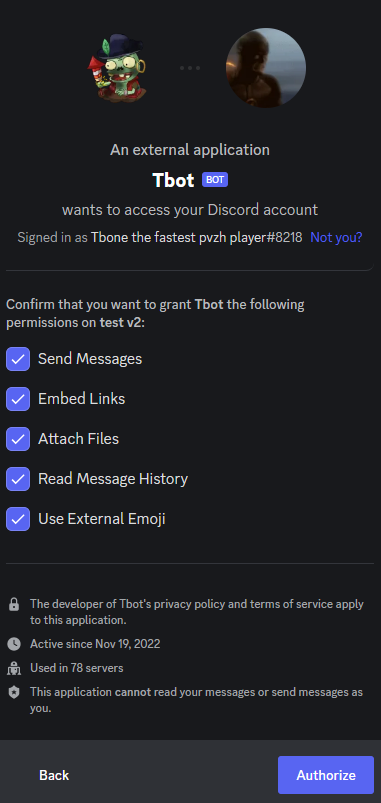 An external application
Tbot BOT
wants to access your Discord account
Signed in as Tbone the fastest pvzh player#8218 Not you?
Confirm that you want to grant Tbot the following
permissions on test v2:
Send Messages
Embed Links
Attach Files
Read Message History
Use External Emoji
The developer of Tbot's privacy policy and terms of service apply
to this application.
Active since Nov 19, 2022
Used in 78 servers
This application cannot read your messages or send messages as
you.
Back
Authorize